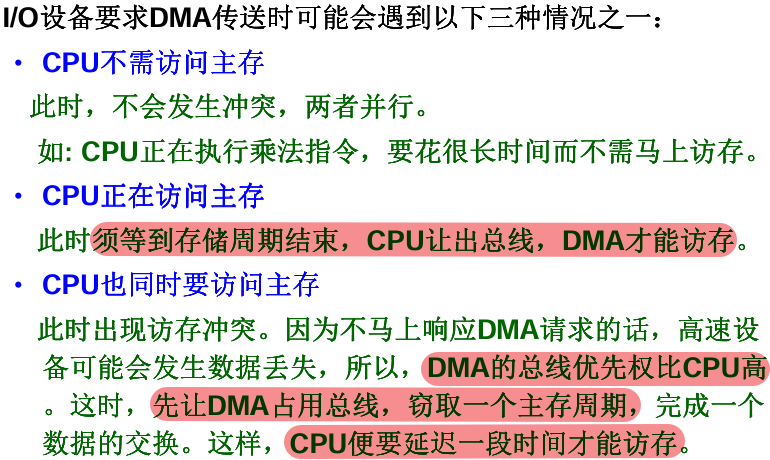 I/O设备要求DMA传送时可能会遇到以下三种情况之一：
• CPU不需访问主存
此时，不会发生冲突，两者并行。
如: CPU正在执行乘法指令，要花很长时间而不需马上访存。
• CPU正在访问主存
此时须等到存储周期结束，CPU让出总线，DMA才能访存。
• CPU也同时要访问主存
此时出现访存冲突。因为不马上响应DMA请求的话，高速设
备可能会发生数据丢失，所以，DMA的总线优先权比CPU高
。这时，先让DMA占用总线，窃取一个主存周期，完成一个
数据的交换。这样，CPU便要延迟一段时间才能访存。